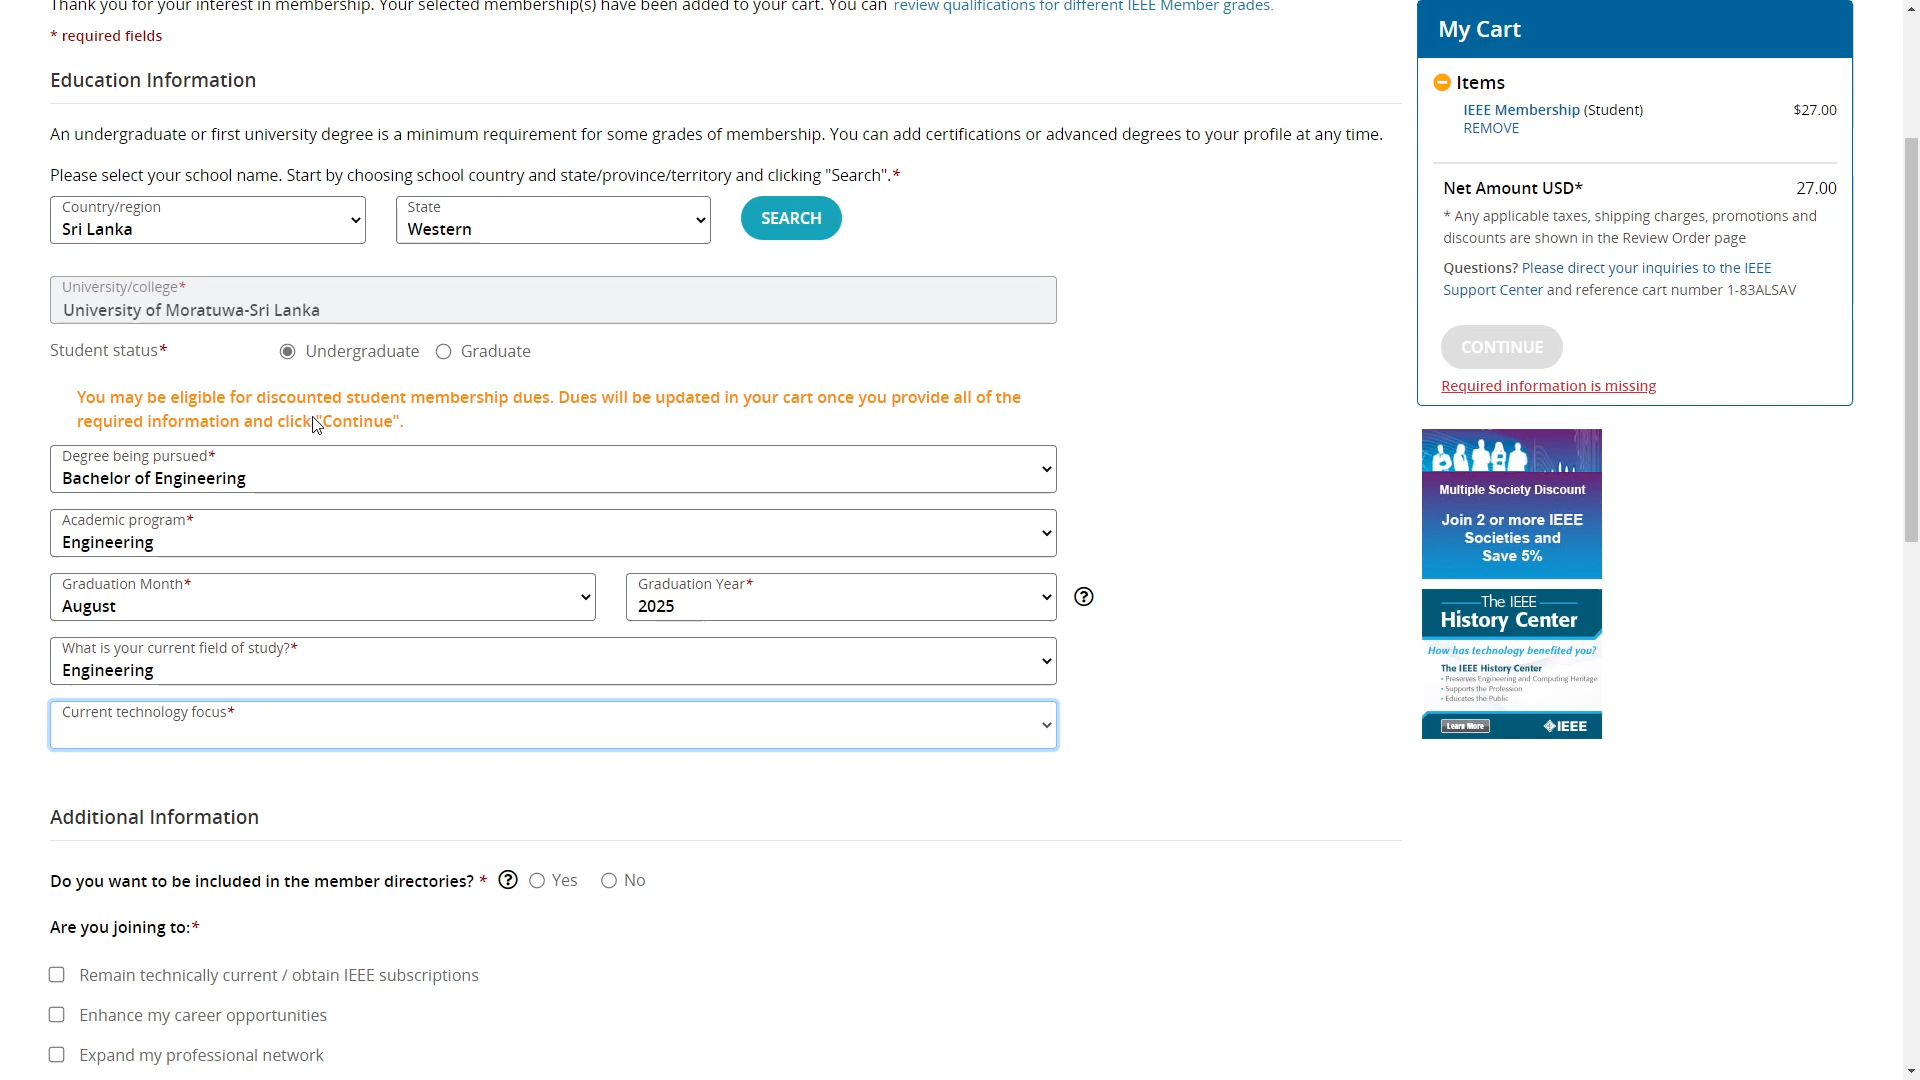 Thank you for your interest in membership. Your selected membership(s) have been added to your cart. You can review qualifications for different IEEE Member grades.
* required fields
Education Information
An undergraduate or first university degree is a minimum requirement for some grades of membership. You can add certifications or advanced degrees to your profile at any time.
Please select your school name. Start by choosing school country and state/province/territory and clicking "Search".*
Country/region
Sri Lanka
State
Western
SEARCH
University/college*
University of Moratuwa-Sri Lanka
Student status*
Undergraduate
Graduate
You may be eligible for discounted student membership dues. Dues will be updated in your cart once you provide all of the
required information and click "Continue".
Degree being pursued*
Bachelor of Engineering
Academic program*
Engineering
Graduation Month*
August
Graduation Year*
2025
What is your current field of study?*
Engineering
Current technology focus*
Additional Information
Do you want to be included in the member directories? *
Yes
No
Are you joining to:*
Remain technically current / obtain IEEE subscriptions
Enhance my career opportunities
Expand my professional network
My Cart
Items
IEEE Membership (Student) $27.00
REMOVE
Net Amount USD* 27.00
* Any applicable taxes, shipping charges, promotions and
discounts are shown in the Review Order page
Questions? Please direct your inquiries to the IEEE
Support Center and reference cart number 1-83ALSAV
CONTINUE
Required information is missing
Multiple Society Discount
Join 2 or more IEEE
Societies and
Save 5%
The IEEE
History Center
How has technology benefited you?
The IEEE History Center
• Preserves Engineering and Computing Heritage
• Supports the Profession
• Educates the Public
Learn More
IEEE